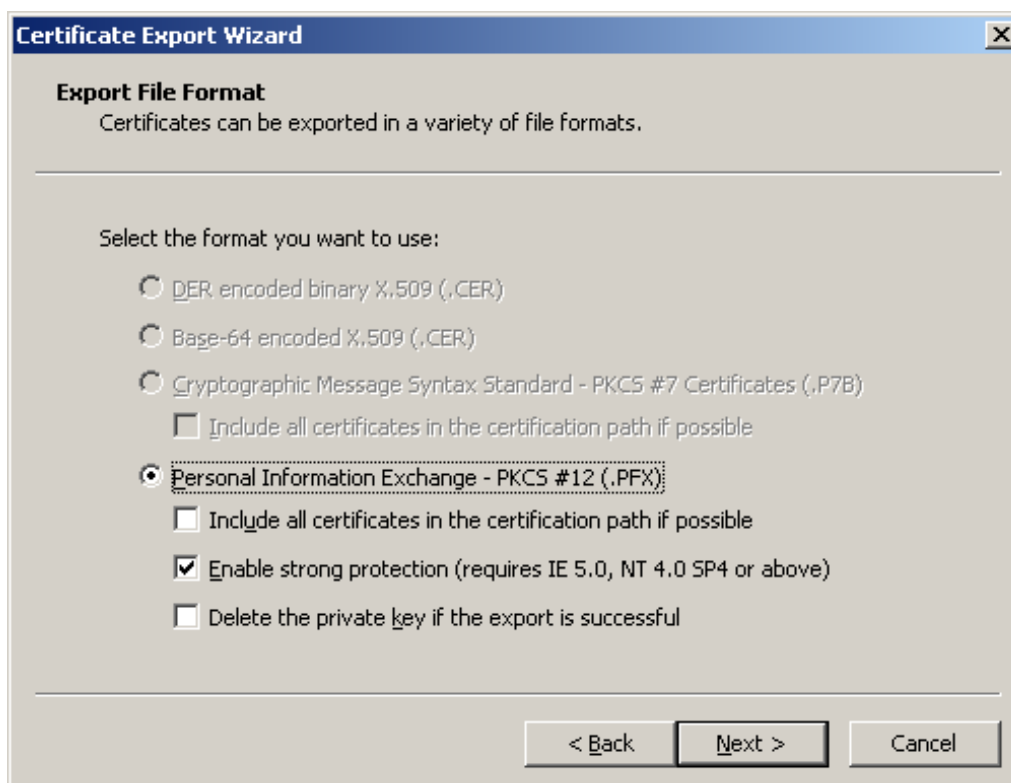 Certificate Export Wizard
Export File Format
Certificates can be exported in a variety of file formats.
Select the format you want to use:
DER encoded binary X.509 (.CER)
Base-64 encoded X.509 (.CER)
Cryptographic Message Syntax Standard - PKCS #7 Certificates (.P7B)
Include all certificates in the certification path if possible
Personal Information Exchange - PKCS #12 (.PFX)
Include all certificates in the certification path if possible
Enable strong protection (requires IE 5.0, NT 4.0 SP4 or above)
Delete the private key if the export is successful
< Back Next > Cancel